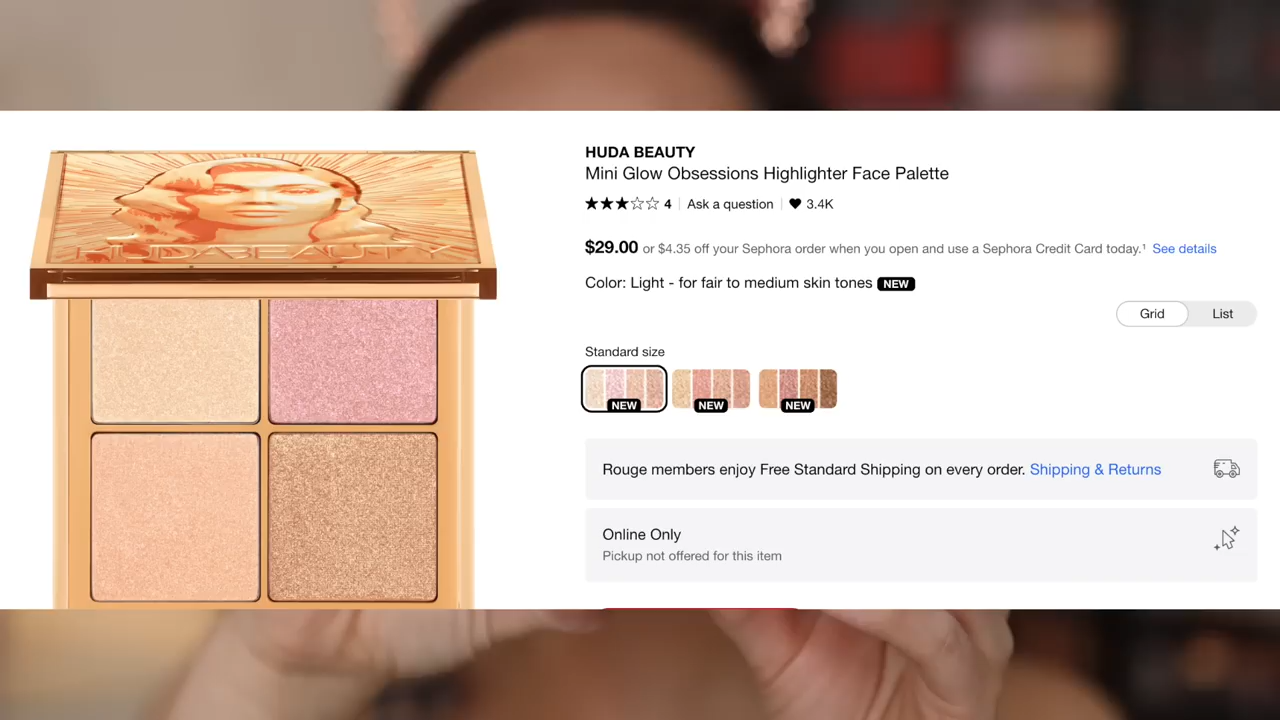 HUDABEAUTY
HUDA BEAUTY
Mini Glow Obsessions Highlighter Face Palette
4 Ask a question 3.4K
$29.00 or $4.35 off your Sephora order when you open and use a Sephora Credit Card today.¹ See details
Color: Light - for fair to medium skin tones NEW
Grid List
Standard size
NEW NEW NEW
Rouge members enjoy Free Standard Shipping on every order. Shipping & Returns
Online Only
Pickup not offered for this item